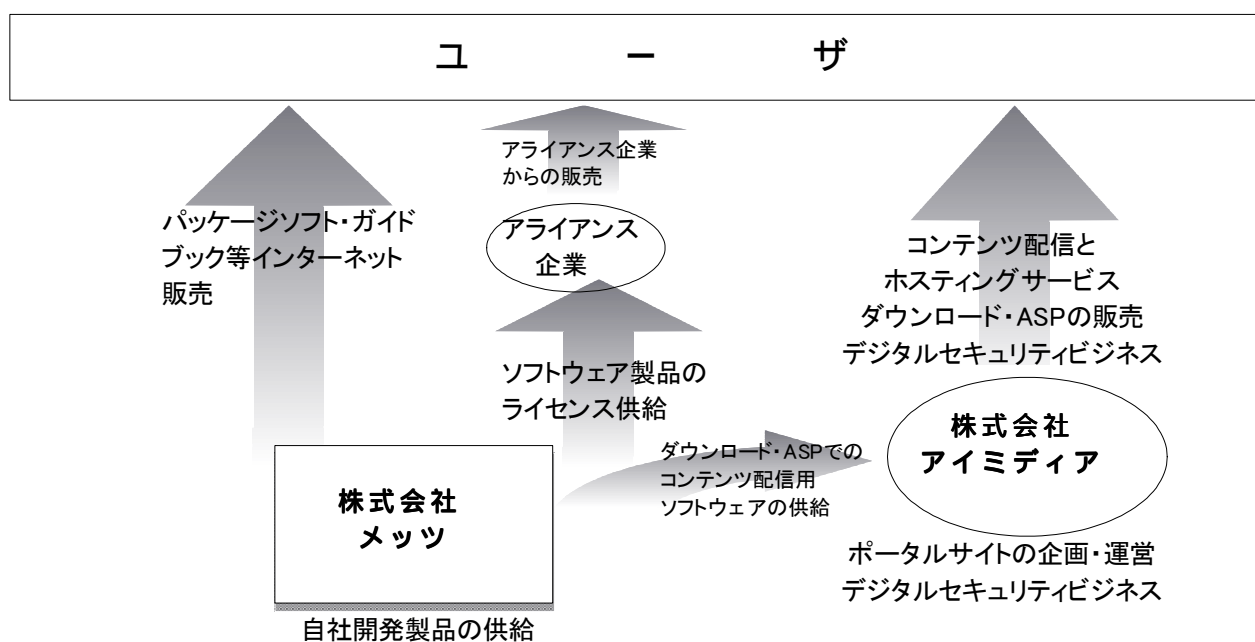 ユーザ
アライアンス企業
からの販売
パッケージソフト・ガイド
ブック等インターネット
販売
アライアンス
企業
コンテンツ配信と
ホスティングサービス
ダウンロード・ASPの販売
デジタルセキュリティビジネス
ソフトウェア製品の
ライセンス供給
株式会社
アイミディア
ダウンロード・ASPでの
コンテンツ配信用
ソフトウェアの供給
株式会社
メッツ
ポータルサイトの企画・運営
デジタルセキュリティビジネス
自社開発製品の供給